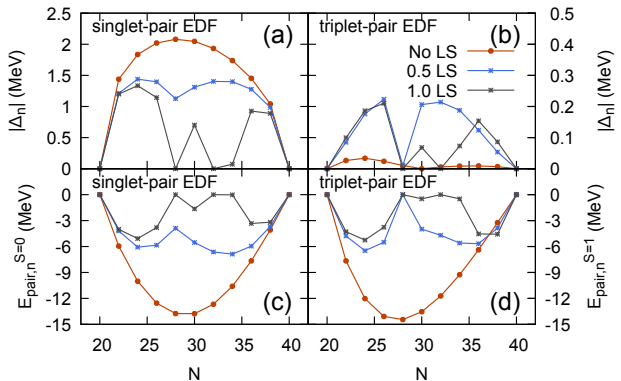 singlet-pair EDF
(a)
2.5
2
1.5
1
0.5
0
|Δn| (MeV)
triplet-pair EDF
(b)
No LS
0.5 LS
1.0 LS
0.5
0.4
0.3
0.2
0.1
0
|Δn| (MeV)
singlet-pair EDF
(c)
0
-3
-6
-9
-12
-15
Epair,n S=0 (MeV)
20 25 30 35 40
N
triplet-pair EDF
(d)
0
-3
-6
-9
-12
-15
Epair,n S=1 (MeV)
20 25 30 35 40
N